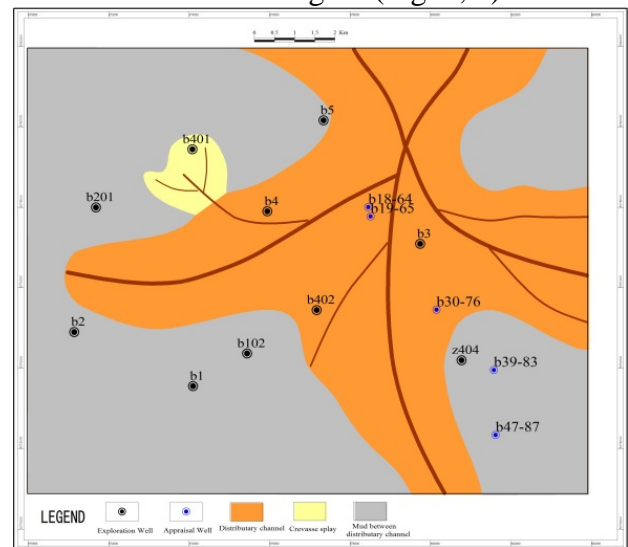 0 0.5 1 1.5 2 Km
b5
b401
b201
b4
b18-64
b19-65
b3
b402
b30-76
b2
b102
z404
b39-83
b1
b47-87
LEGEND
Exploration Well
Appraisal Well
Distributary channel
Crevasse splay
Mud between
distributary channel